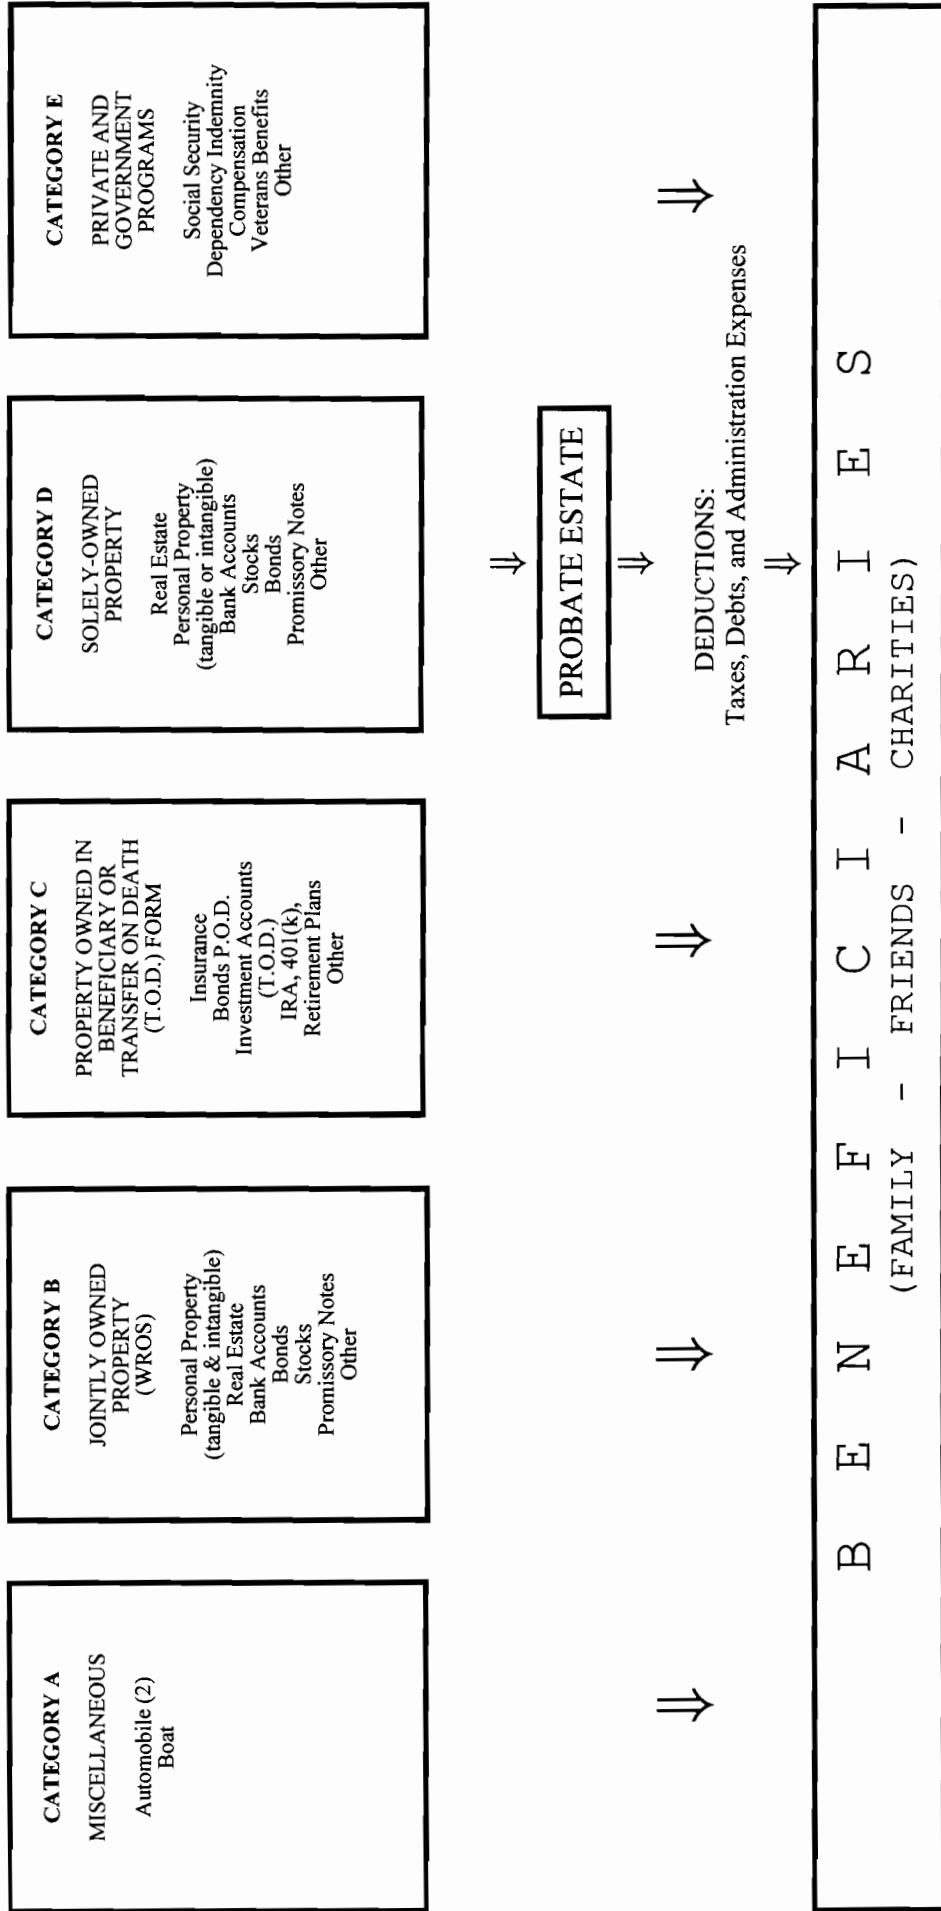 CATEGORY A
MISCELLANEOUS
Automobile (2)
Boat
CATEGORY B
JOINTLY OWNED
PROPERTY
(WROS)
Personal Property
(tangible & intangible)
Real Estate
Bank Accounts
Bonds
Stocks
Promissory Notes
Other
CATEGORY C
PROPERTY OWNED IN
BENEFICIARY OR
TRANSFER ON DEATH
(T.O.D.) FORM
Insurance
Bonds P.O.D.
Investment Accounts
(T.O.D.)
IRA, 401(k),
Retirement Plans
Other
CATEGORY D
SOLELY-OWNED
PROPERTY
Real Estate
Personal Property
(tangible or intangible)
Bank Accounts
Stocks
Bonds
Promissory Notes
Other
CATEGORY E
PRIVATE AND
GOVERNMENT
PROGRAMS
Social Security
Dependency Indemnity
Compensation
Veterans Benefits
Other
⇓
PROBATE ESTATE
⇓
⇓ ⇓ ⇓ ⇓
DEDUCTIONS:
Taxes, Debts, and Administration Expenses
⇓
B E N E F I C I A R I E S
(FAMILY - FRIENDS - CHARITIES)